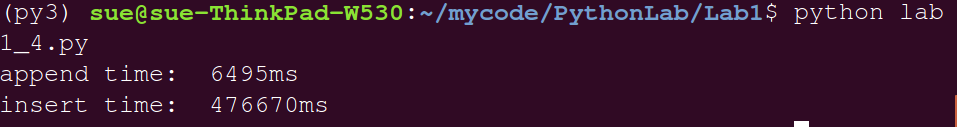 (py3) sue@sue-ThinkPad-W530:~/mycode/PythonLab/Lab1$ python lab
1_4.py
append time:  6495ms
insert time:  476670ms